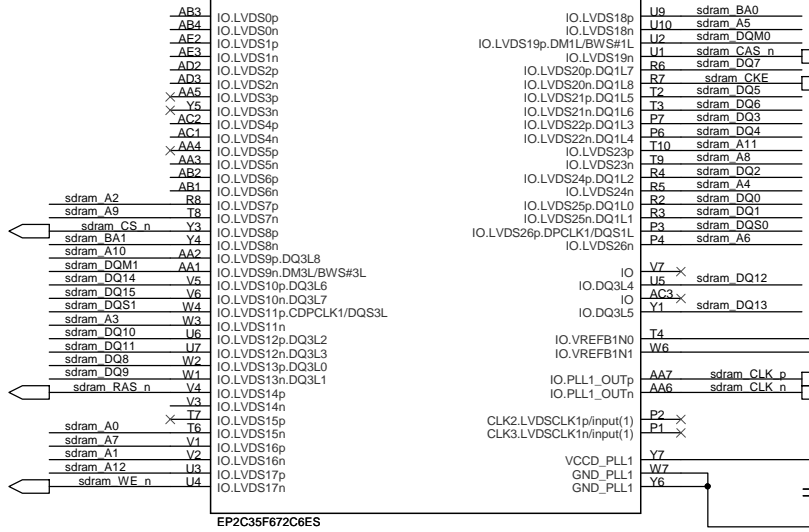 AB3 IO.LVDS0p
AB4 IO.LVDS0n
AE2 IO.LVDS1p
AE3 IO.LVDS1n
AD2 IO.LVDS2p
AD3 IO.LVDS2n
AA5 IO.LVDS3p
Y5 IO.LVDS3n
AC2 IO.LVDS4p
AC1 IO.LVDS4n
AA4 IO.LVDS5p
AA3 IO.LVDS5n
AB2 IO.LVDS6p
AB1 IO.LVDS6n
sdram_A2 R8 IO.LVDS7p
sdram_A9 T8 IO.LVDS7n
sdram_CS_n Y3 IO.LVDS8p
sdram_BA1 Y4 IO.LVDS8n
sdram_A10 AA2 IO.LVDS9p.DQ3L8
sdram_DQM1 AA1 IO.LVDS9n.DM3L/BWS#3L
sdram_DQ14 V5 IO.LVDS10p.DQ3L6
sdram_DQ15 V6 IO.LVDS10n.DQ3L7
sdram_DQS1 W4 IO.LVDS11p.CDPCLK1/DQS3L
sdram_A3 W3 IO.LVDS11n
sdram_DQ10 U6 IO.LVDS12p.DQ3L2
sdram_DQ11 U7 IO.LVDS12n.DQ3L3
sdram_DQ8 W2 IO.LVDS13p.DQ3L0
sdram_DQ9 W1 IO.LVDS13n.DQ3L1
sdram_RAS_n V4 IO.LVDS14p
V3 IO.LVDS14n
T7 IO.LVDS15p
sdram_A0 T6 IO.LVDS15n
sdram_A7 V1 IO.LVDS16p
sdram_A1 V2 IO.LVDS16n
sdram_A12 U3 IO.LVDS17p
sdram_WE_n U4 IO.LVDS17n
IO.LVDS18p U9 sdram_BA0
IO.LVDS18n U10 sdram_A5
IO.LVDS19p.DM1L/BWS#1L U2 sdram_DQM0
IO.LVDS19n U1 sdram_CAS_n
IO.LVDS20p.DQ1L7 R6 sdram_DQ7
IO.LVDS20n.DQ1L8 R7 sdram_CKE
IO.LVDS21p.DQ1L5 T2 sdram_DQ5
IO.LVDS21n.DQ1L6 T3 sdram_DQ6
IO.LVDS22p.DQ1L3 P7 sdram_DQ3
IO.LVDS22n.DQ1L4 P6 sdram_DQ4
IO.LVDS23p T10 sdram_A11
IO.LVDS23n T9 sdram_A8
IO.LVDS24p.DQ1L2 R4 sdram_DQ2
IO.LVDS24n R5 sdram_A4
IO.LVDS25p.DQ1L0 R2 sdram_DQ0
IO.LVDS25n.DQ1L1 R3 sdram_DQ1
IO.LVDS26p.DPCLK1/DQS1L P3 sdram_DQS0
IO.LVDS26n P4 sdram_A6
IO V7
IO.DQ3L4 U5 sdram_DQ12
IO AC3
IO.DQ3L5 Y1 sdram_DQ13
IO.VREFB1N0 T4
IO.VREFB1N1 W6
IO.PLL1_OUTp AA7 sdram_CLK_p
IO.PLL1_OUTn AA6 sdram_CLK_n
CLK2.LVDSCLK1p/input(1) P2
CLK3.LVDSCLK1n/input(1) P1
VCCD_PLL1 Y7
GND_PLL1 W7
GND_PLL1 Y6
EP2C35F672C6ES